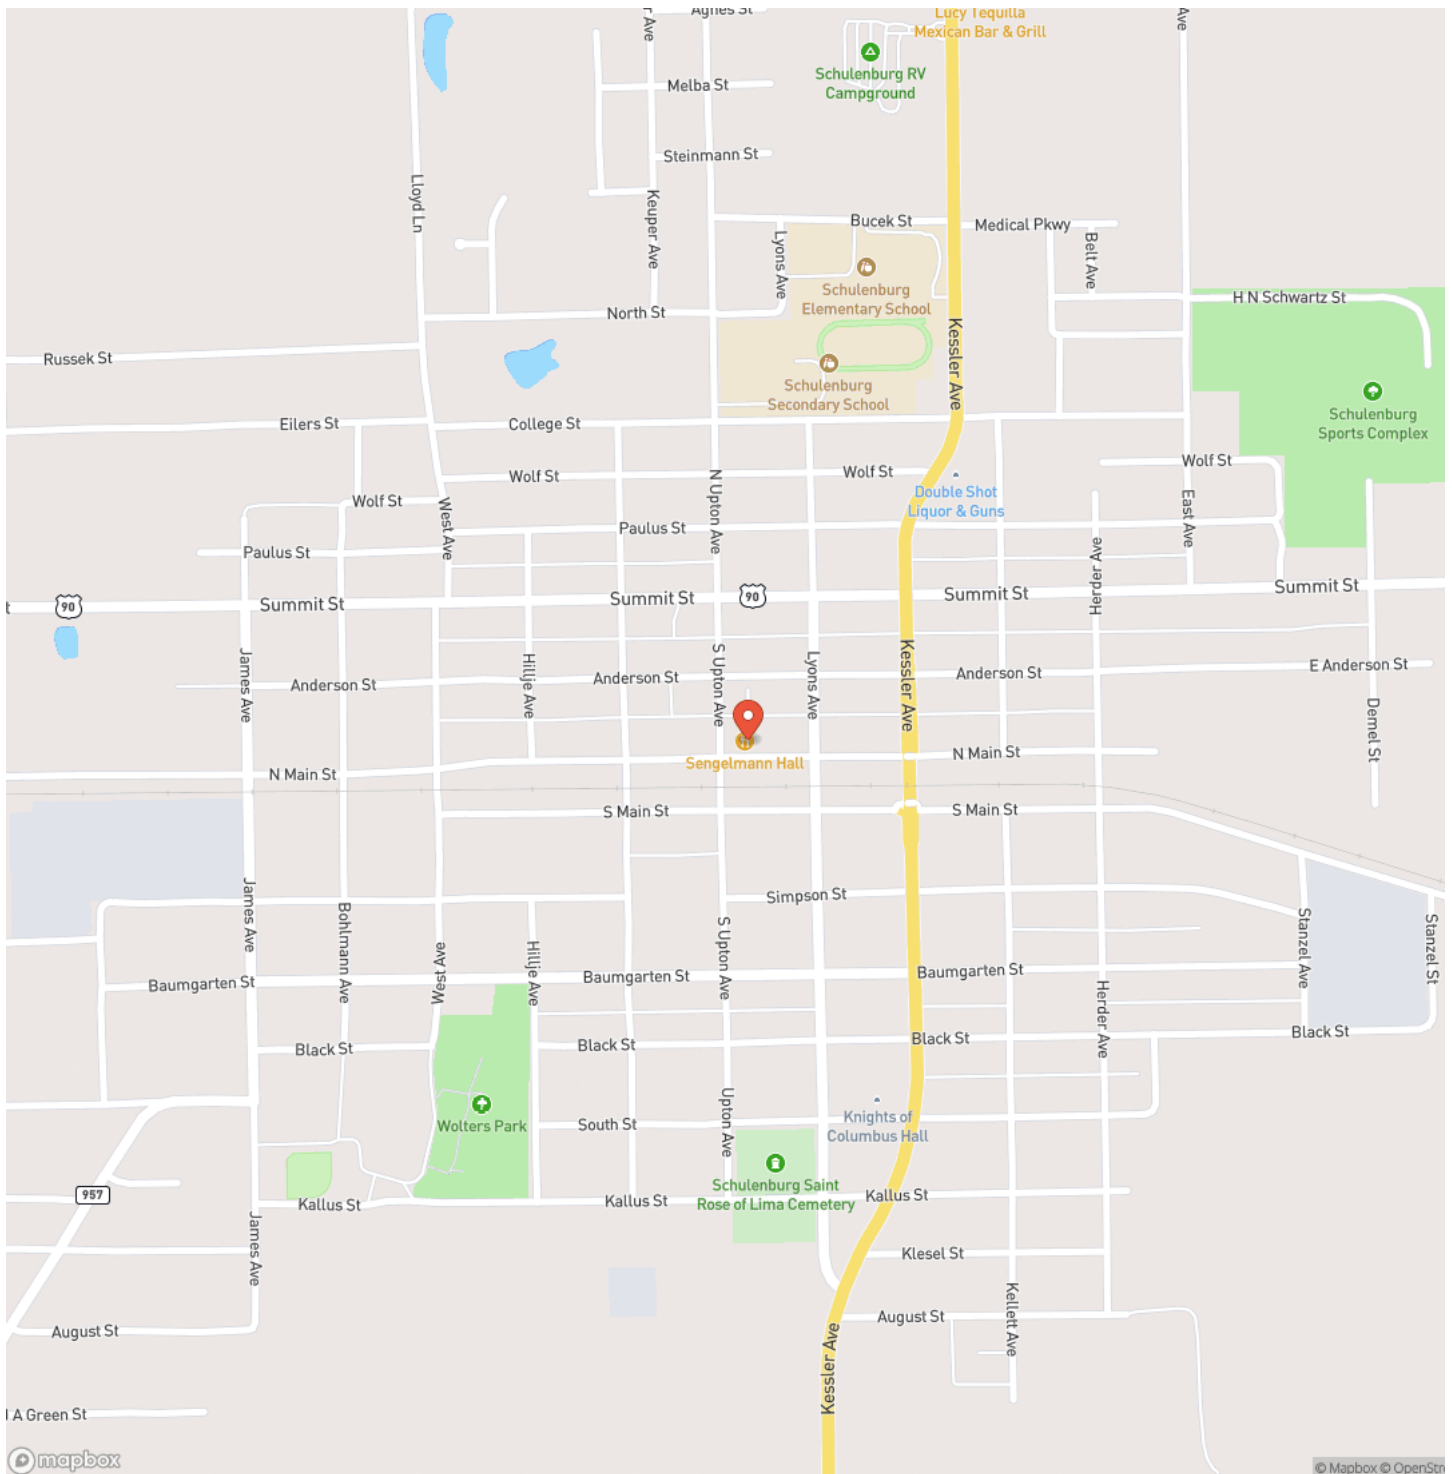 Agnes St
Lucy Tequilla
Mexican Bar & Grill
Ave
Schulenburg RV
Campground
Melba St
Steinmann St
Lloyd Ln
Keuper Ave
Bucek St
Medical Pkwy
Lyons Ave
Belt Ave
Schulenburg
Elementary School
H N Schwartz St
North St
Kessler Ave
Russek St
Schulenburg
Secondary School
Schulenburg
Sports Complex
Eilers St
College St
Wolf St
Wolf St
Wolf St
Wolf St
N Upton Ave
Double Shot
Liquor & Guns
West Ave
East Ave
Paulus St
Paulus St
Herder Ave
90
Summit St
Summit St
90
Summit St
Summit St
James Ave
Hillje Ave
S Upton Ave
Lyons Ave
Kessler Ave
Anderson St
Anderson St
Anderson St
E Anderson St
Demel St
Sengelmann Hall
N Main St
N Main St
S Main St
S Main St
James Ave
Bohlmann Ave
West Ave
Hillje Ave
S Upton Ave
Simpson St
Stanzel Ave
Stanzel St
Baumgarten St
Baumgarten St
Baumgarten St
Herder Ave
Black St
Black St
Black St
Black St
Wolters Park
South St
Upton Ave
Knights of
Columbus Hall
957
Schulenburg Saint
Rose of Lima Cemetery
Kallus St
Kallus St
Kallus St
James Ave
Klesel St
Kellett Ave
August St
August St
Kessler Ave
A Green St
mapbox
© Mapbox © OpenStre